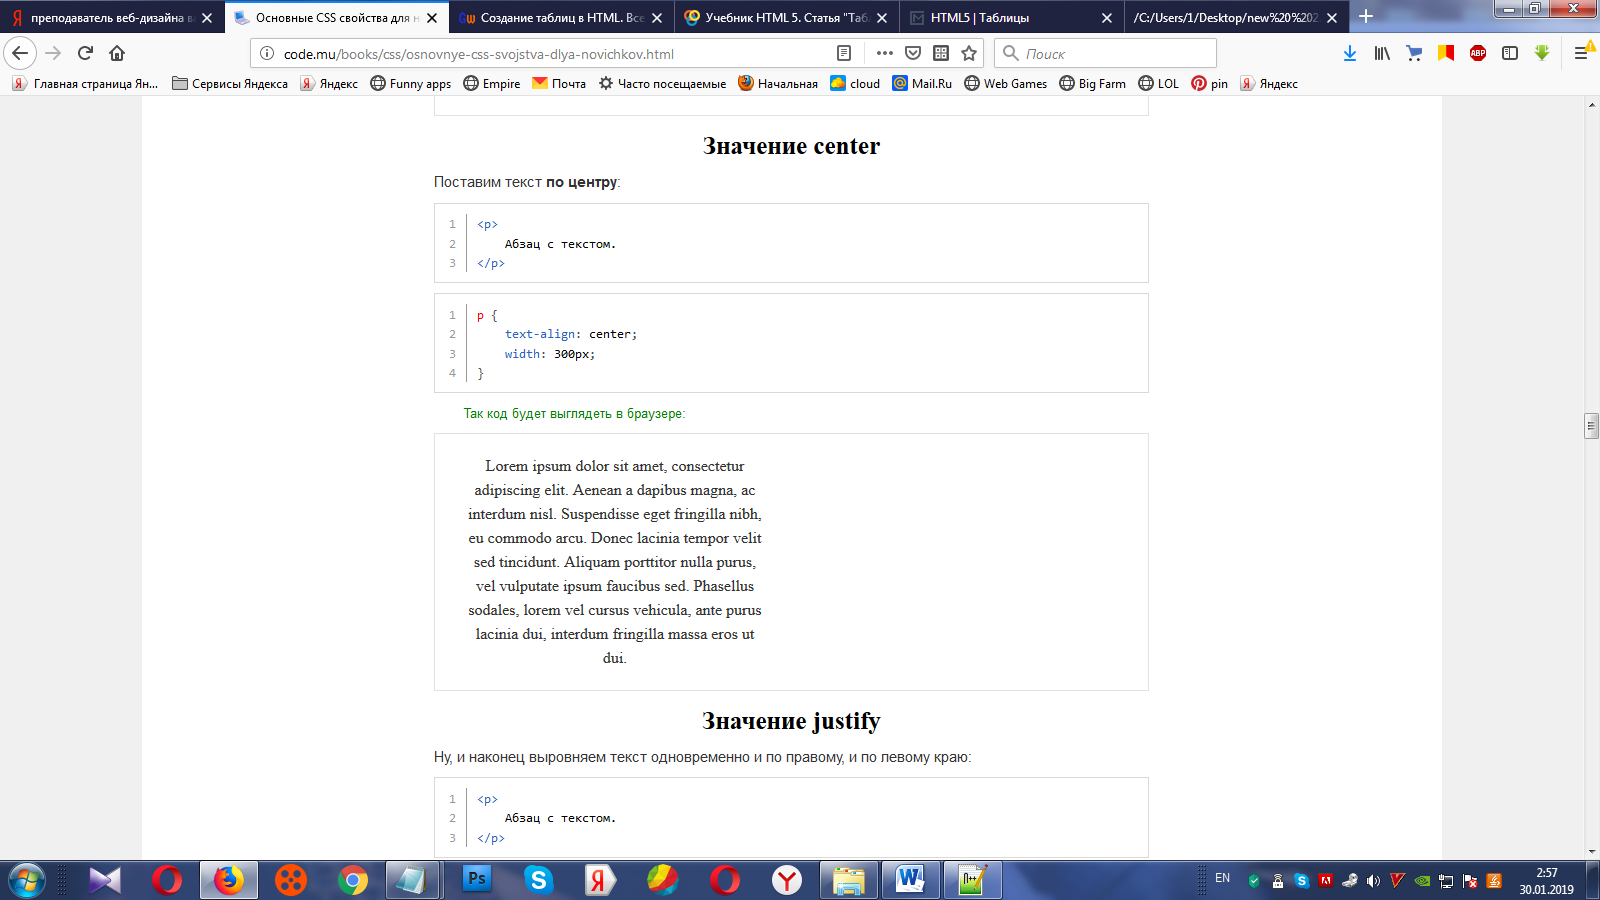 преподаватель веб-дизайна ва
Основные CSS свойства для н
Создание таблиц в HTML. Все
Учебник HTML 5. Статья "Табл
HTML5 | Таблицы
/C:/Users/1/Desktop/new%20%202
code.mu/books/css/osnovnye-css-svojstva-dlya-novichkov.html
Поиск
Главная страница Ян...
Сервисы Яндекса
Яндекс
Funny apps
Empire
Почта
Часто посещаемые
Начальная
cloud
Mail.Ru
Web Games
Big Farm
LOL
pin
Яндекс
Значение center
Поставим текст по центру:
1 <p>
2 Абзац с текстом.
3 </p>
1 p {
2 text-align: center;
3 width: 300px;
4 }
Так код будет выглядеть в браузере:
Lorem ipsum dolor sit amet, consectetur
adipiscing elit. Aenean a dapibus magna, ac
interdum nisl. Suspendisse eget fringilla nibh,
eu commodo arcu. Donec lacinia tempor velit
sed tincidunt. Aliquam porttitor nulla purus,
vel vulputate ipsum faucibus sed. Phasellus
sodales, lorem vel cursus vehicula, ante purus
lacinia dui, interdum fringilla massa eros ut
dui.
Значение justify
Ну, и наконец выровняем текст одновременно и по правому, и по левому краю:
1 <p>
2 Абзац с текстом.
3 </p>
EN
2:57
30.01.2019